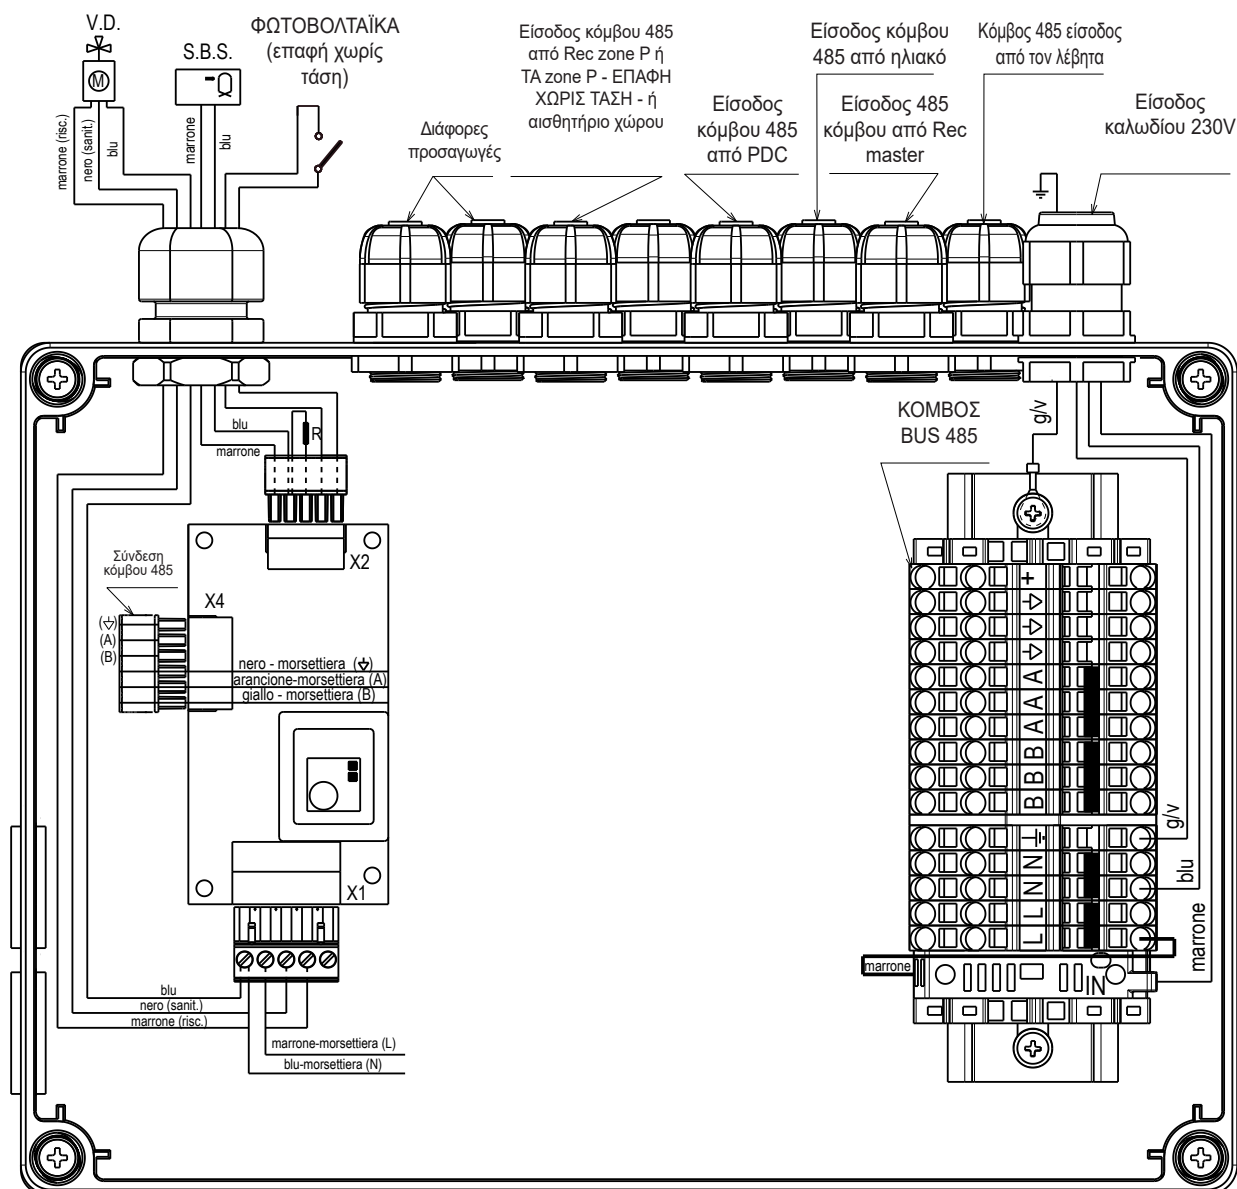 V.D.
M
marrone (risc.)
nero (sanit.)
blu
S.B.S.
marrone
blu
ΦΩΤΟΒΟΛΤΑΪΚΑ
(επαφή χωρίς
τάση)
Διάφορες
προσαγωγές
Είσοδος κόμβου 485
από Rec zone P ή
TA zone P - ΕΠΑΦΗ
ΧΩΡΙΣ ΤΑΣΗ - ή
αισθητήριο χώρου
Είσοδος
κόμβου 485
από PDC
Είσοδος κόμβου
485 από ηλιακό
Είσοδος 485
κόμβου από Rec
master
Κόμβος 485 είσοδος
από τον λέβητα
Είσοδος
καλωδίου 230V
blu
marrone
R
X2
Σύνδεση
κόμβου 485
X4
(A)
(B)
nero - morsettiera
arancione-morsettiera (A)
giallo - morsettiera (B)
X1
blu
nero (sanit.)
marrone (risc.)
marrone-morsettiera (L)
blu-morsettiera (N)
ΚΟΜΒΟΣ
BUS 485
g/v
+
A
A
A
B
B
B
N
N
L
L
g/v
blu
marrone
marrone
IN